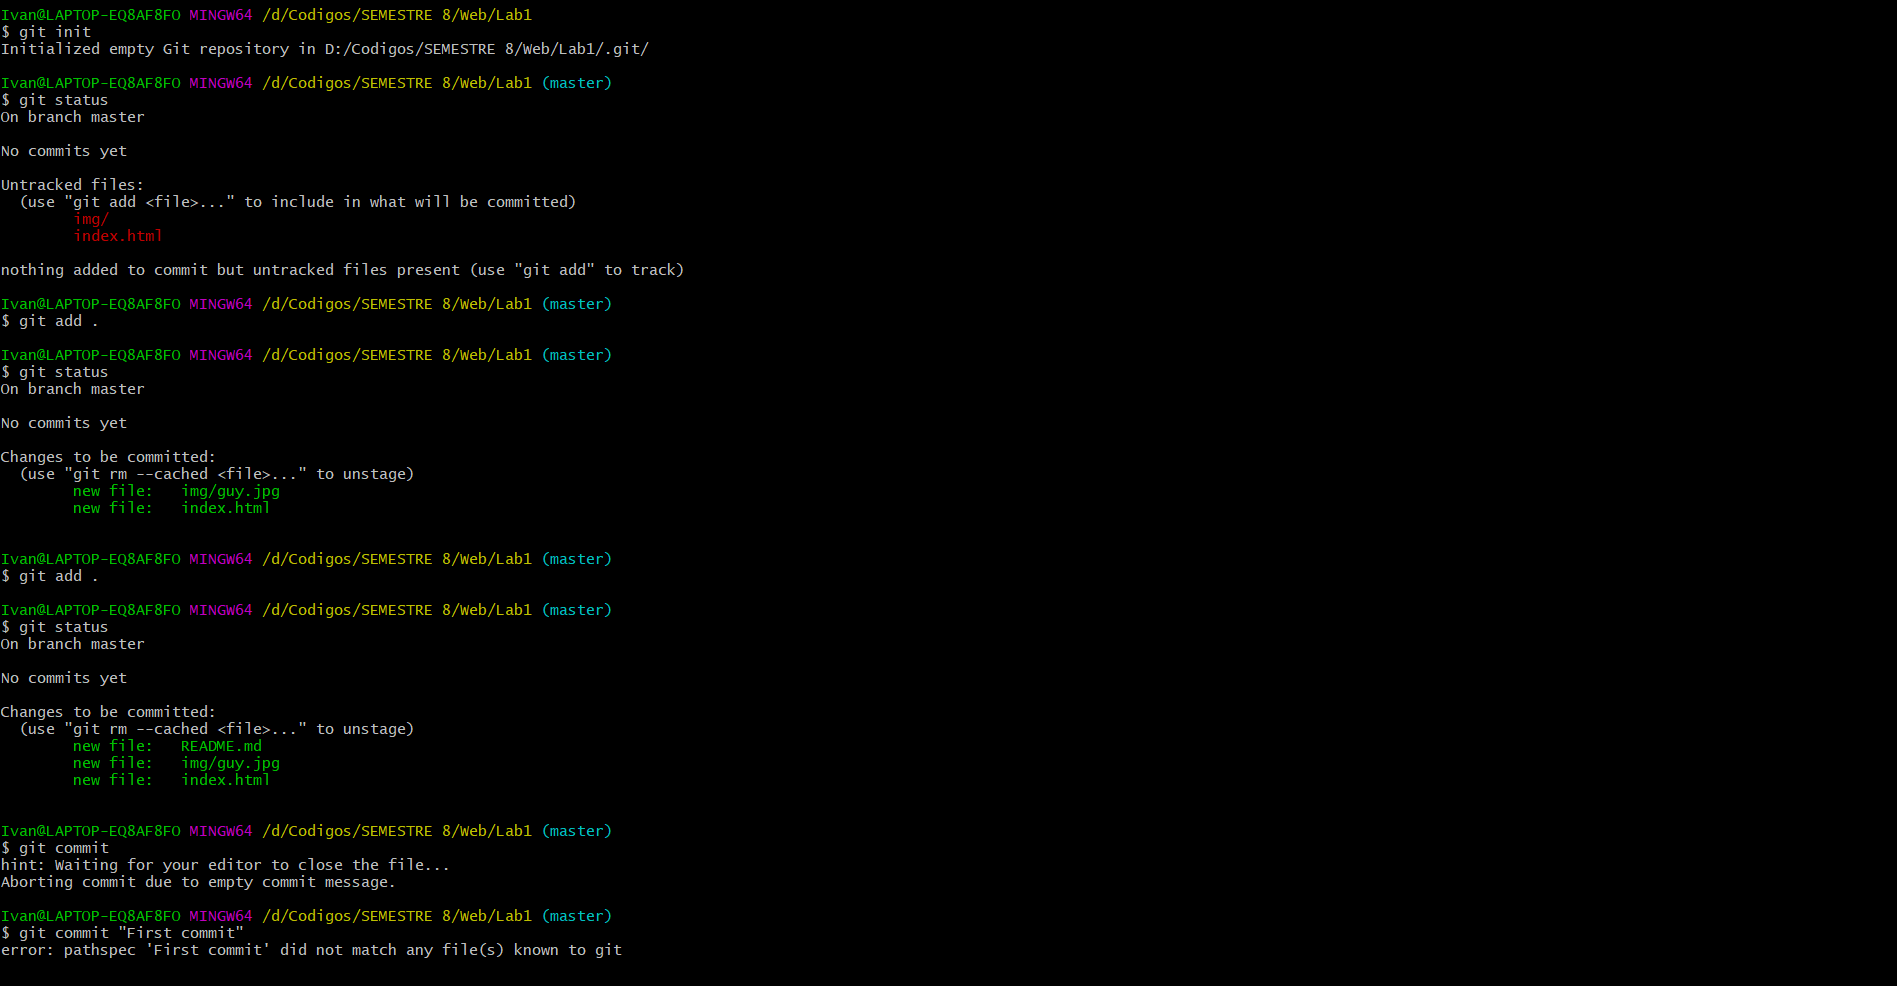 Ivan@LAPTOP-EQ8AF8FO MINGW64 /d/Codigos/SEMESTRE 8/Web/Lab1
$ git init
Initialized empty Git repository in D:/Codigos/SEMESTRE 8/Web/Lab1/.git/

Ivan@LAPTOP-EQ8AF8FO MINGW64 /d/Codigos/SEMESTRE 8/Web/Lab1 (master)
$ git status
On branch master

No commits yet

Untracked files:
  (use "git add <file>..." to include in what will be committed)
        img/
        index.html

nothing added to commit but untracked files present (use "git add" to track)

Ivan@LAPTOP-EQ8AF8FO MINGW64 /d/Codigos/SEMESTRE 8/Web/Lab1 (master)
$ git add .

Ivan@LAPTOP-EQ8AF8FO MINGW64 /d/Codigos/SEMESTRE 8/Web/Lab1 (master)
$ git status
On branch master

No commits yet

Changes to be committed:
  (use "git rm --cached <file>..." to unstage)
        new file:   img/guy.jpg
        new file:   index.html


Ivan@LAPTOP-EQ8AF8FO MINGW64 /d/Codigos/SEMESTRE 8/Web/Lab1 (master)
$ git add .

Ivan@LAPTOP-EQ8AF8FO MINGW64 /d/Codigos/SEMESTRE 8/Web/Lab1 (master)
$ git status
On branch master

No commits yet

Changes to be committed:
  (use "git rm --cached <file>..." to unstage)
        new file:   README.md
        new file:   img/guy.jpg
        new file:   index.html


Ivan@LAPTOP-EQ8AF8FO MINGW64 /d/Codigos/SEMESTRE 8/Web/Lab1 (master)
$ git commit
hint: Waiting for your editor to close the file...
Aborting commit due to empty commit message.

Ivan@LAPTOP-EQ8AF8FO MINGW64 /d/Codigos/SEMESTRE 8/Web/Lab1 (master)
$ git commit "First commit"
error: pathspec 'First commit' did not match any file(s) known to git